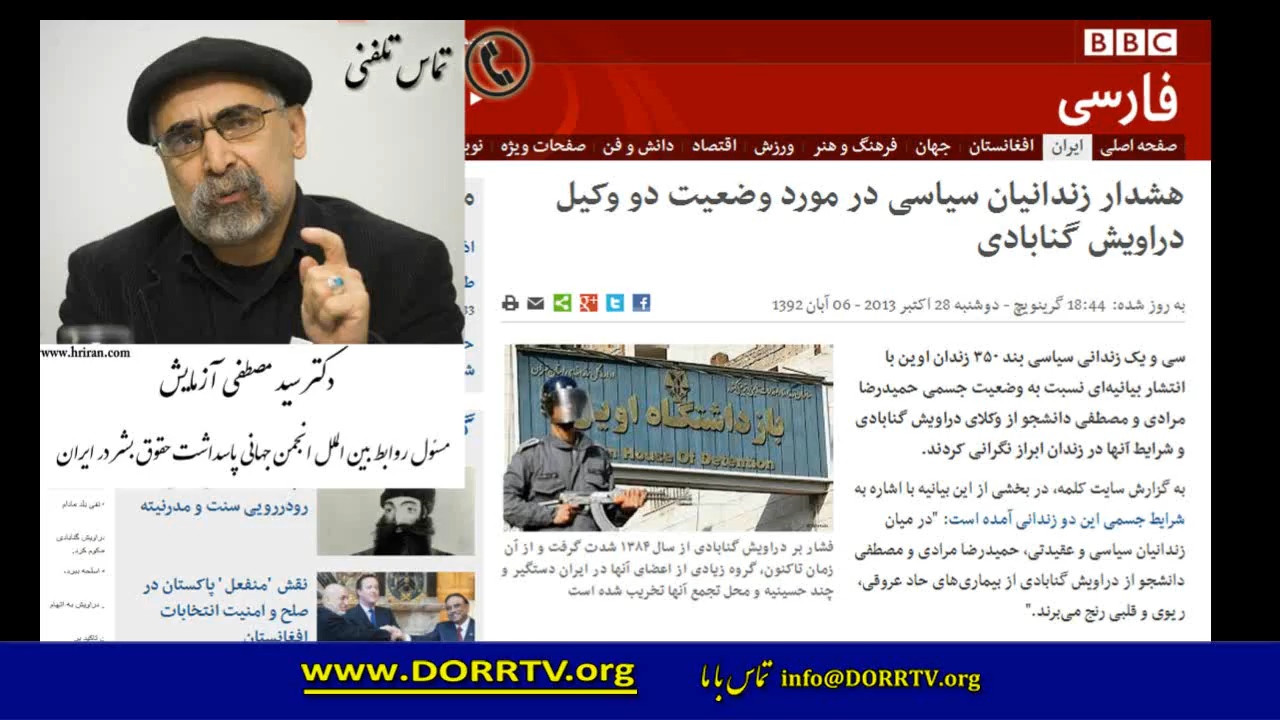 تماس تلفنی
www.hriran.com
دکتر سید مصطفی آزمایش
مسئول روابط بین الملل انجمن جهانی پاسداشت حقوق بشر در ایران
BBC
فارسی
صفحه اصلی
ایران
افغانستان
جهان
فرهنگ و هنر
ورزش
اقتصاد
دانش و فن
صفحات ویژه
هشدار زندانیان سیاسی در مورد وضعیت دو وکیل
دراویش گنابادی
به روز شده: 18:44 گرینویچ - دوشنبه 28 اکتبر 2013 - 06 آبان 1392
سی و یک زندانی سیاسی بند ۳۵۰ زندان اوین با
انتشار بیانیه‌ای نسبت به وضعیت جسمی حمیدرضا
مرادی و مصطفی دانشجو از وکلای دراویش گنابادی
و شرایط آنها در زندان ابراز نگرانی کردند.
به گزارش سایت کلمه، در بخشی از این بیانیه با اشاره به
شرایط جسمی این دو زندانی آمده است: "در میان
زندانیان سیاسی و عقیدتی، حمیدرضا مرادی و مصطفی
دانشجو از دراویش گنابادی از بیماری‌های حاد عروقی،
ریوی و قلبی رنج می‌برند."
بازداشتگاه اوین
House Of Detention
فشار بر دراویش گنابادی از سال ۱۳۸۴ شدت گرفت و از آن
زمان تاکنون، گروه زیادی از اعضای آنها در ایران دستگیر و
چند حسینیه و محل تجمع آنها تخریب شده است
رودررویی سنت و مدرنیته
نقش 'منفعل' پاکستان در
صلح و امنیت انتخابات
افغانستان
دراویش گنابادی
محکوم کرد.
اسلحه ببرد.
دراویش به اتهام
www.DORRTV.org
تماس با ما info@DORRTV.org